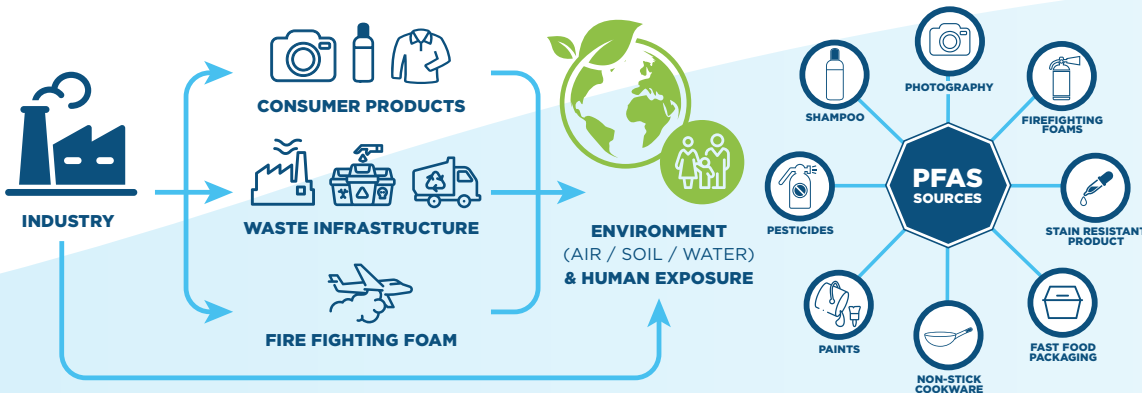 INDUSTRY
CONSUMER PRODUCTS
WASTE INFRASTRUCTURE
FIRE FIGHTING FOAM
ENVIRONMENT
(AIR / SOIL / WATER)
& HUMAN EXPOSURE
PFAS
SOURCES
PHOTOGRAPHY
FIREFIGHTING
FOAMS
STAIN RESISTANT
PRODUCT
FAST FOOD
PACKAGING
NON-STICK
COOKWARE
PAINTS
PESTICIDES
SHAMPOO